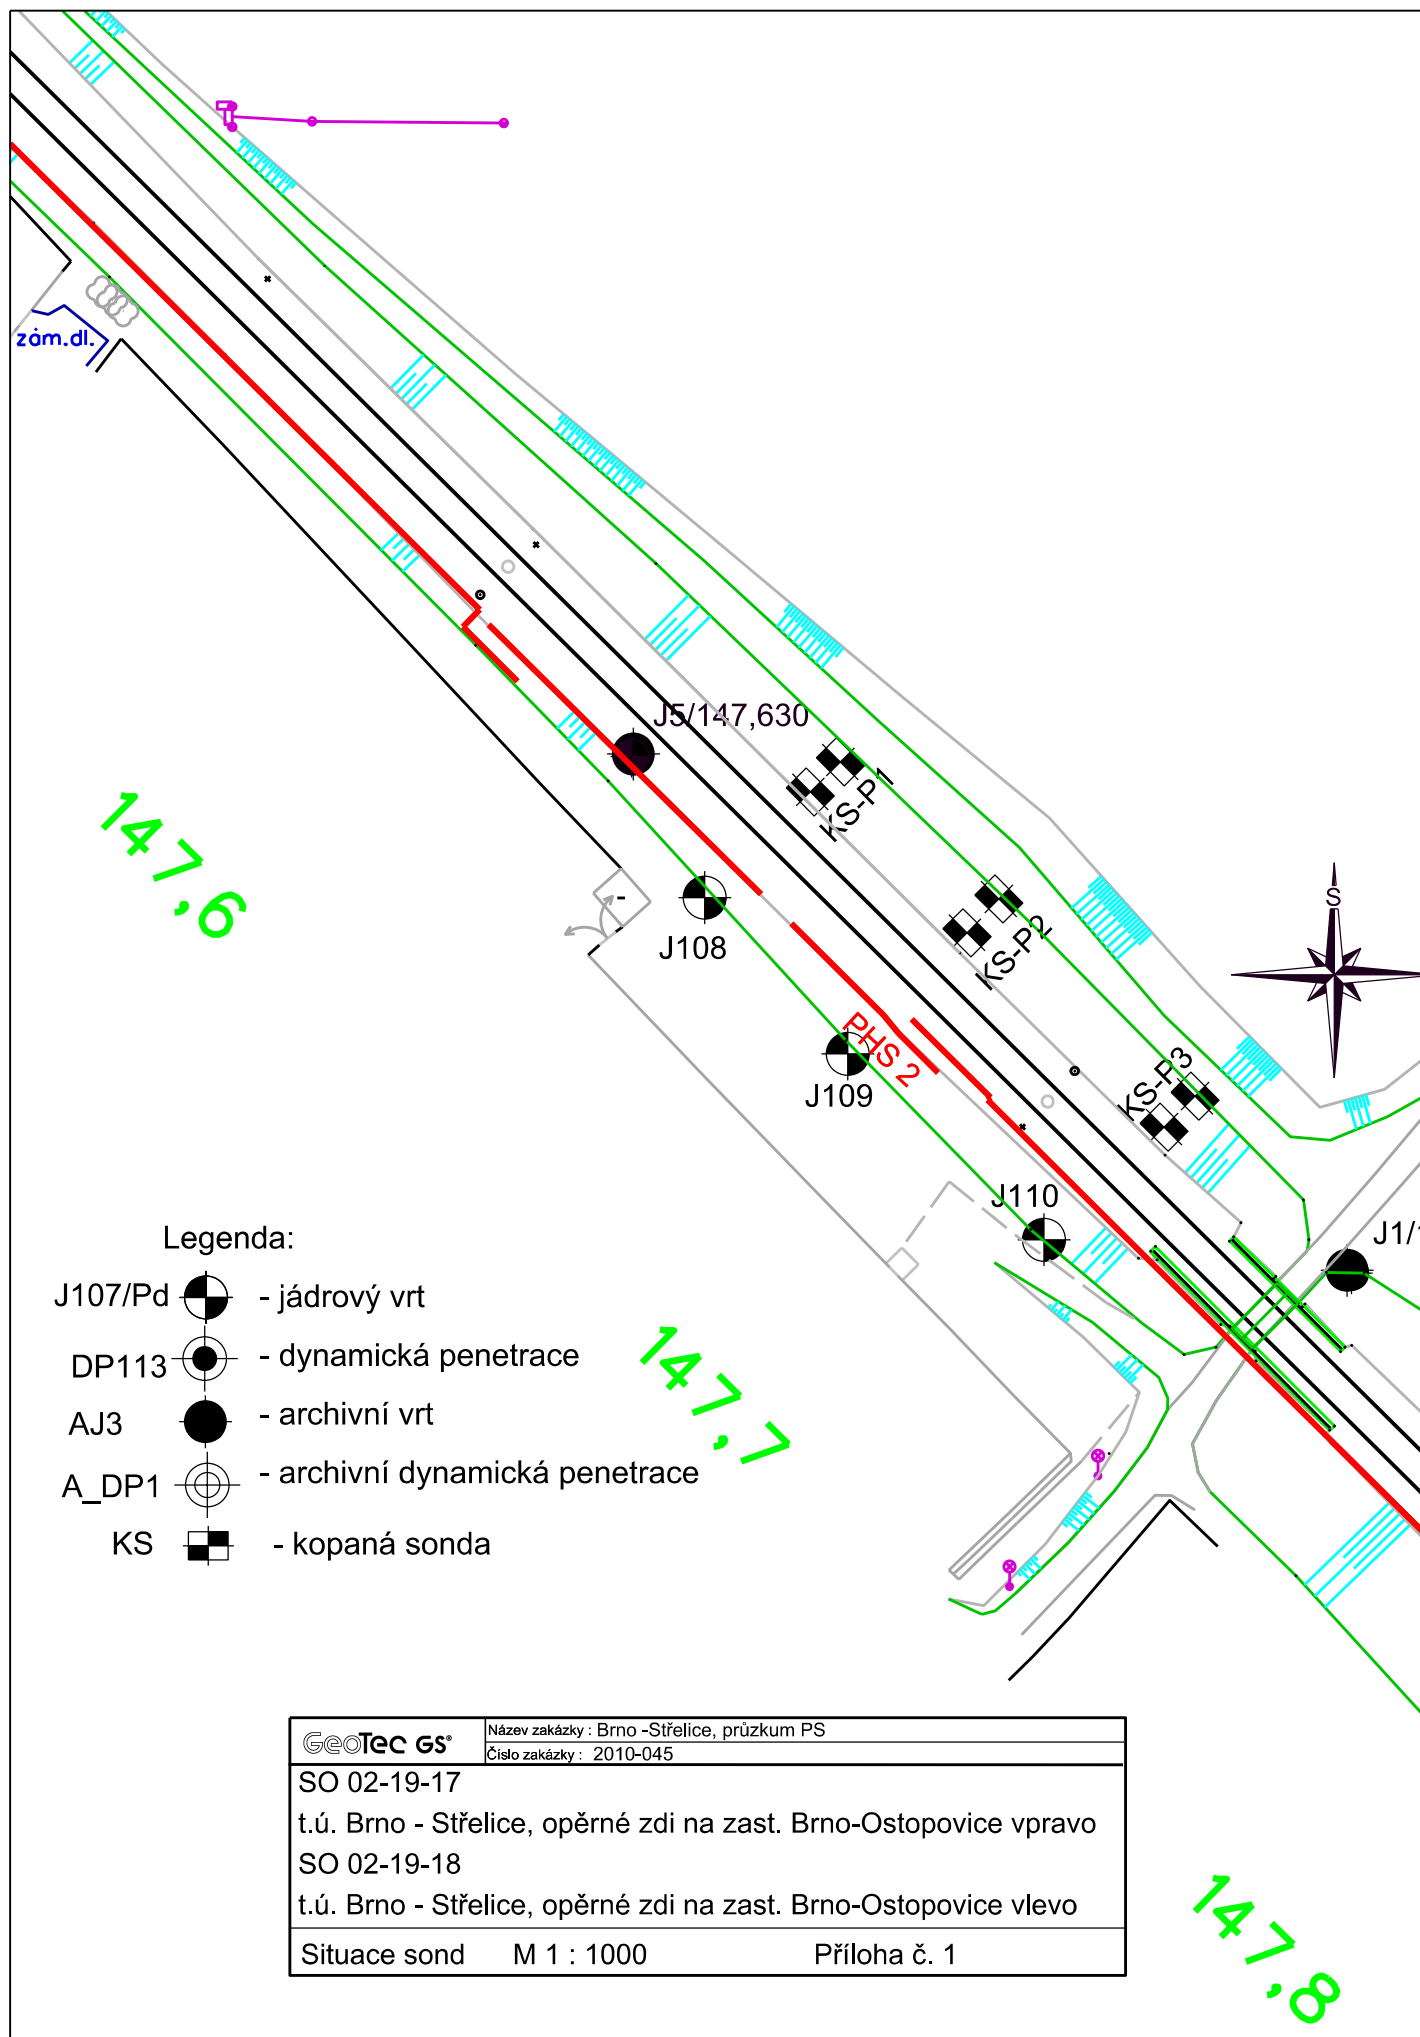 zám.dl.
J5/147,630
KS-P1
147,6
KS-P2
J108
S
PHS 2
KS-P3
J109
J110
J1/1
Legenda:
J107/Pd - jádrový vrt
DP113 - dynamická penetrace
147,7
AJ3 - archivní vrt
A_DP1 - archivní dynamická penetrace
KS - kopaná sonda
GeoTec GS® Název zakázky : Brno -Střelice, průzkum PS
Číslo zakázky : 2010-045
SO 02-19-17
t.ú. Brno - Střelice, opěrné zdi na zast. Brno-Ostopovice vpravo
SO 02-19-18
t.ú. Brno - Střelice, opěrné zdi na zast. Brno-Ostopovice vlevo
147,8
Situace sond M 1 : 1000 Příloha č. 1